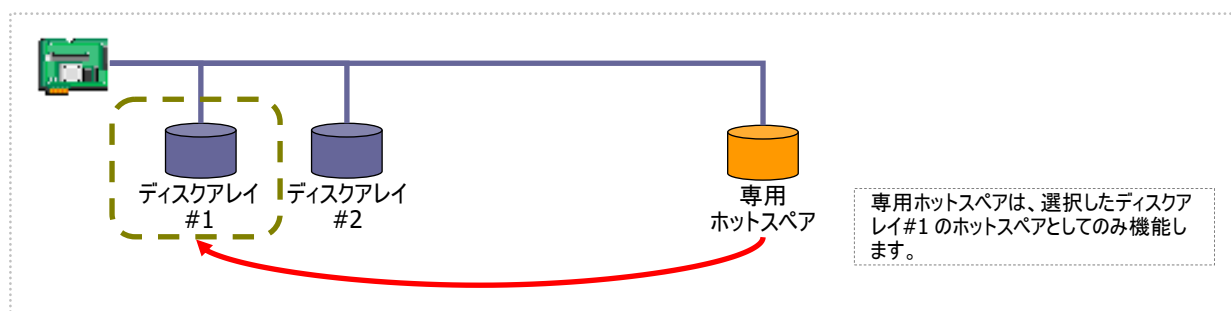 ディスクアレイ
#1
ディスクアレイ
#2
専用
ホットスペア
専用ホットスペアは、選択したディスクア
レイ#1 のホットスペアとしてのみ機能し
ます。